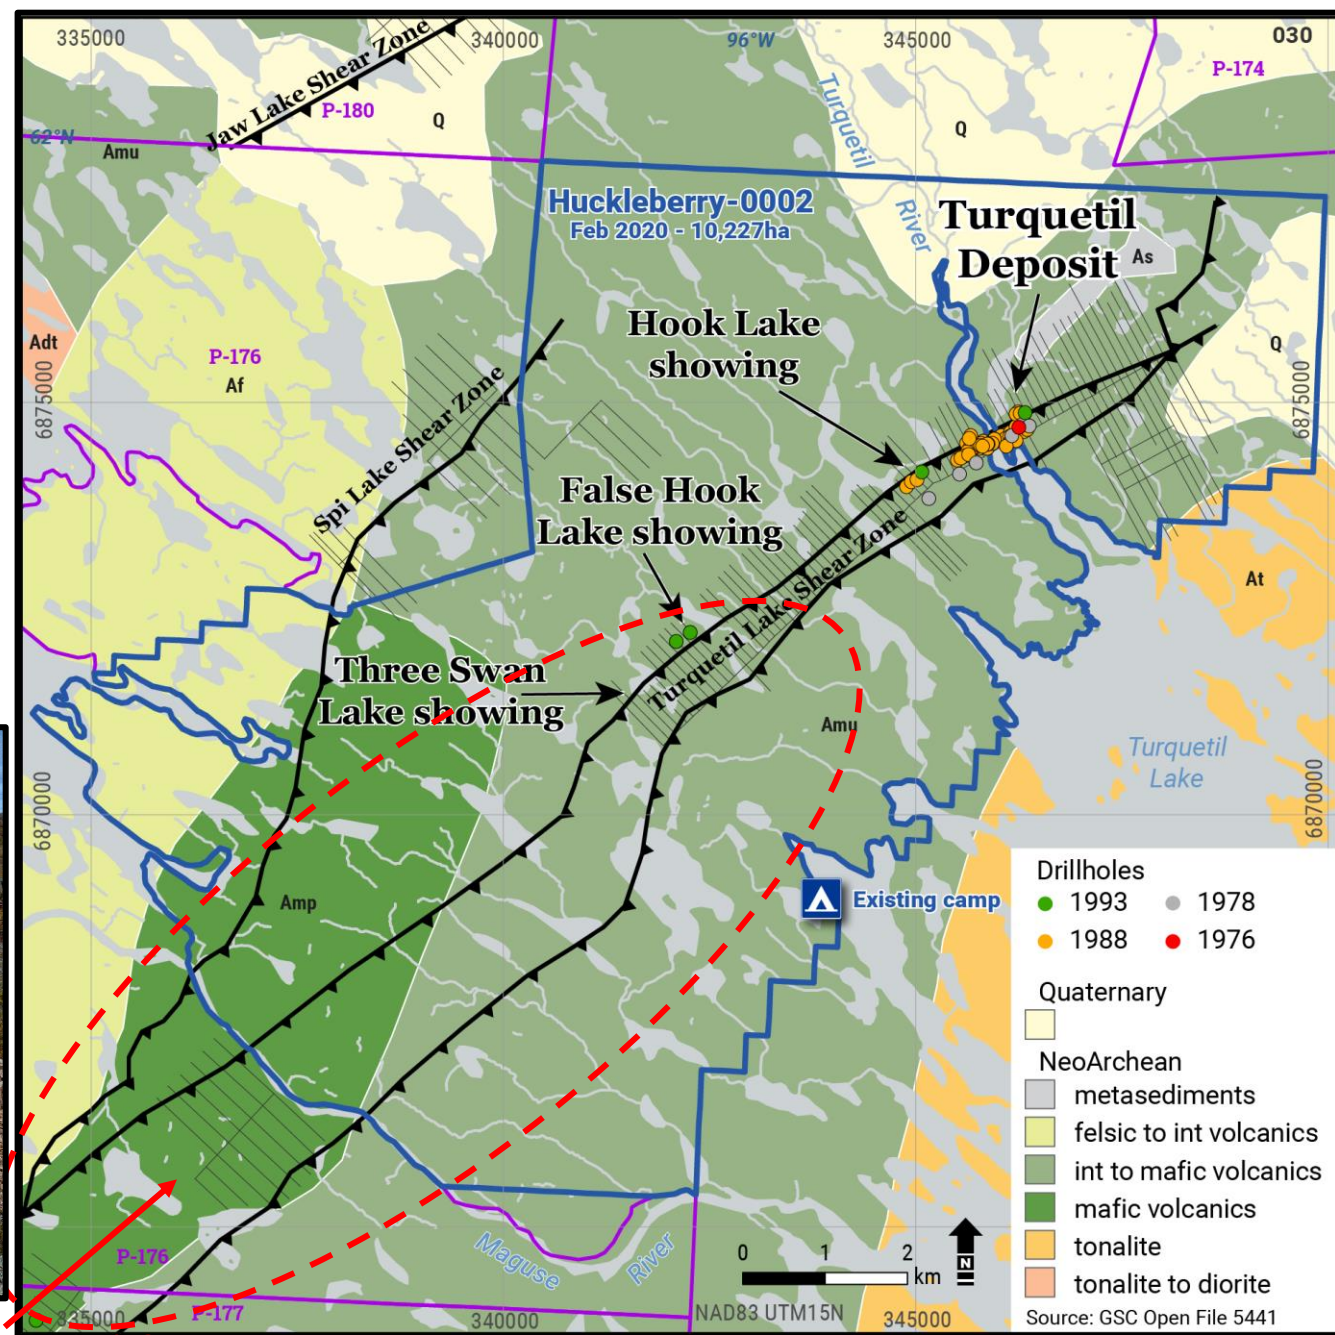 335000
340000
96°W
345000
030
Jaw Lake Shear Zone
P-180
Q
Turquetil
River
Q
P-174
62°N
Amu
Huckleberry-0002
Feb 2020 - 10,227ha
Turquetil
Deposit
As
Hook Lake
showing
Adt
P-176
Af
Q
6875000
6875000
Spi Lake Shear Zone
False Hook
Lake showing
Turquetil Lake Shear Zone
At
Three Swan
Lake showing
Amu
Turquetil
Lake
6870000
6870000
Amp
Existing camp
Drillholes
1993
1978
1988
1976
Quaternary
NeoArchean
metasediments
felsic to int volcanics
int to mafic volcanics
mafic volcanics
tonalite
tonalite to diorite
Source: GSC Open File 5441
P-176
Maguse
River
0
1
2
km
N
335000
P-177
340000
NAD83 UTM15N
345000